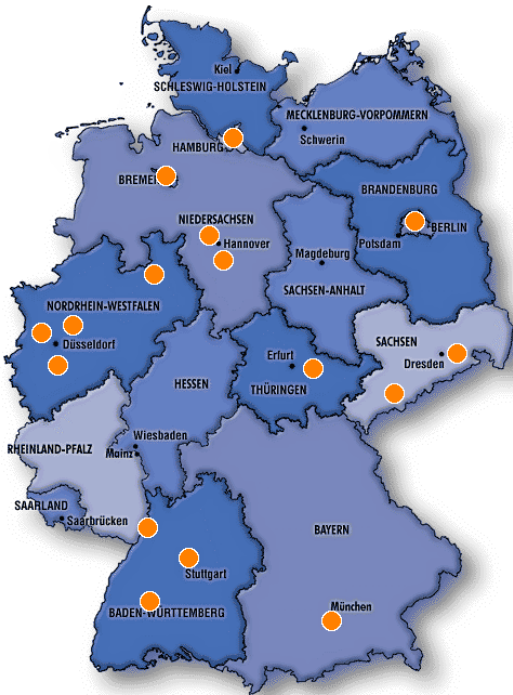 Kiel
SCHLESWIG-HOLSTEIN
MECKLENBURG-VORPOMMERN
Schwerin
HAMBURG
BREMEN
BRANDENBURG
NIEDERSACHSEN
BERLIN
Hannover
Potsdam
Magdeburg
SACHSEN-ANHALT
NORDRHEIN-WESTFALEN
Düsseldorf
SACHSEN
Erfurt
Dresden
HESSEN
THÜRINGEN
Wiesbaden
RHEINLAND-PFALZ
Mainz
SAARLAND
Saarbrücken
BAYERN
Stuttgart
München
BADEN-WÜRTTEMBERG